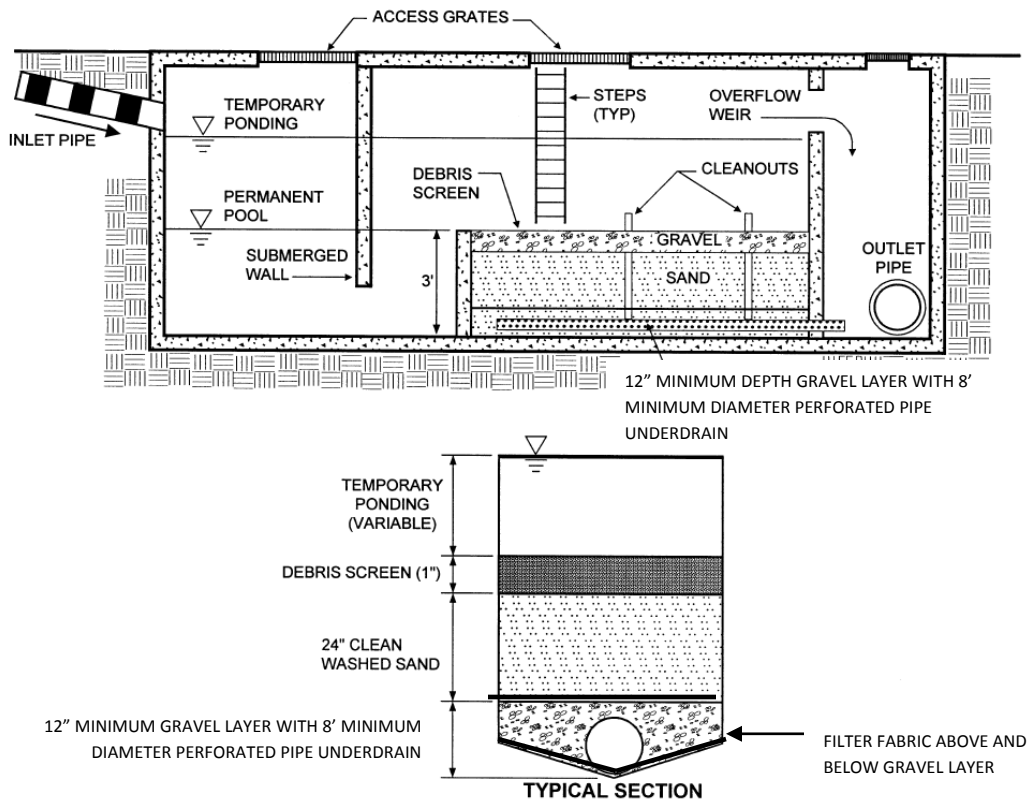 ACCESS GRATES
INLET PIPE
TEMPORARY
PONDING
PERMANENT
POOL
SUBMERGED
WALL
3'
DEBRIS
SCREEN
STEPS
(TYP)
OVERFLOW
WEIR
CLEANOUTS
GRAVEL
SAND
OUTLET
PIPE
12” MINIMUM DEPTH GRAVEL LAYER WITH 8’
MINIMUM DIAMETER PERFORATED PIPE
UNDERDRAIN
TEMPORARY
PONDING
(VARIABLE)
DEBRIS SCREEN (1")
24" CLEAN
WASHED SAND
12” MINIMUM GRAVEL LAYER WITH 8’ MINIMUM
DIAMETER PERFORATED PIPE UNDERDRAIN
FILTER FABRIC ABOVE AND
BELOW GRAVEL LAYER
TYPICAL SECTION